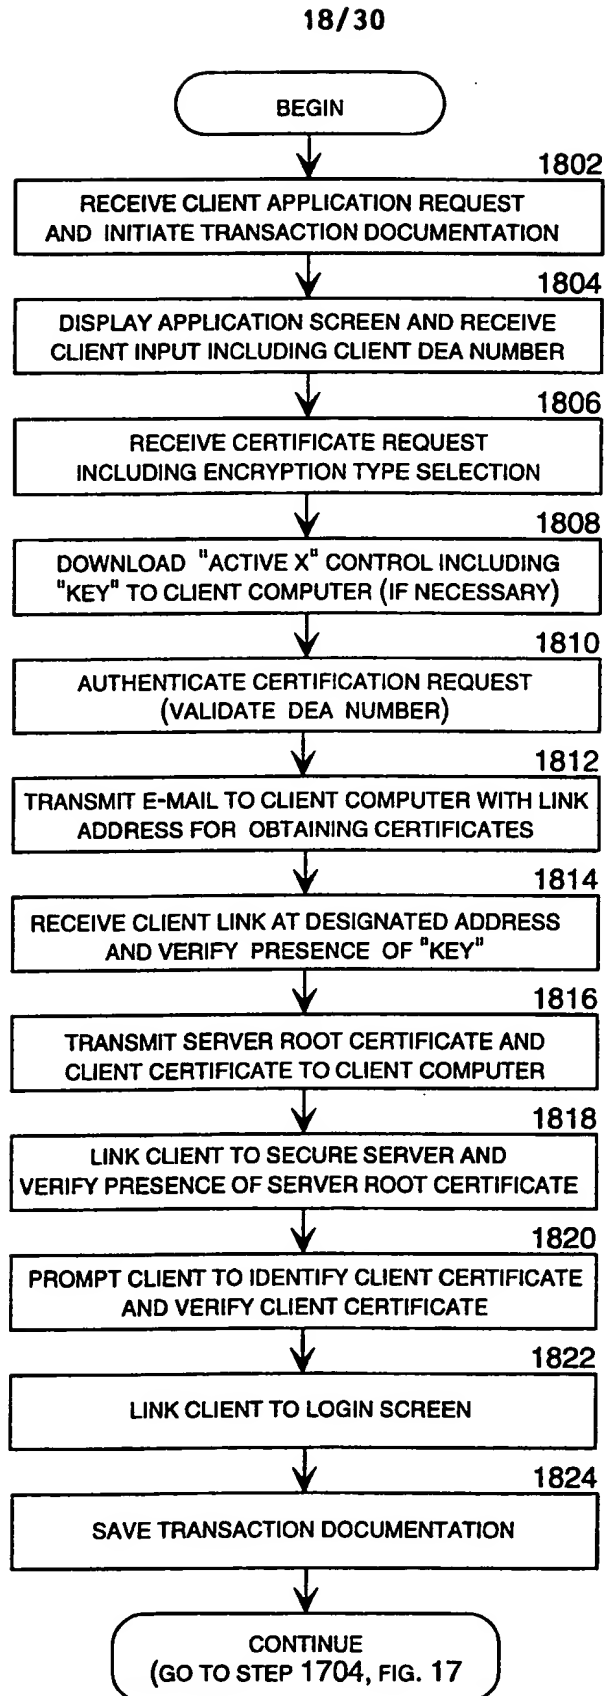 18/30
BEGIN
1802
RECEIVE CLIENT APPLICATION REQUEST
AND INITIATE TRANSACTION DOCUMENTATION
1804
DISPLAY APPLICATION SCREEN AND RECEIVE
CLIENT INPUT INCLUDING CLIENT DEA NUMBER
1806
RECEIVE CERTIFICATE REQUEST
INCLUDING ENCRYPTION TYPE SELECTION
1808
DOWNLOAD "ACTIVE X" CONTROL INCLUDING
"KEY" TO CLIENT COMPUTER (IF NECESSARY)
1810
AUTHENTICATE CERTIFICATION REQUEST
(VALIDATE DEA NUMBER)
1812
TRANSMIT E-MAIL TO CLIENT COMPUTER WITH LINK
ADDRESS FOR OBTAINING CERTIFICATES
1814
RECEIVE CLIENT LINK AT DESIGNATED ADDRESS
AND VERIFY PRESENCE OF "KEY"
1816
TRANSMIT SERVER ROOT CERTIFICATE AND
CLIENT CERTIFICATE TO CLIENT COMPUTER
1818
LINK CLIENT TO SECURE SERVER AND
VERIFY PRESENCE OF SERVER ROOT CERTIFICATE
1820
PROMPT CLIENT TO IDENTIFY CLIENT CERTIFICATE
AND VERIFY CLIENT CERTIFICATE
1822
LINK CLIENT TO LOGIN SCREEN
1824
SAVE TRANSACTION DOCUMENTATION
CONTINUE
(GO TO STEP 1704, FIG. 17